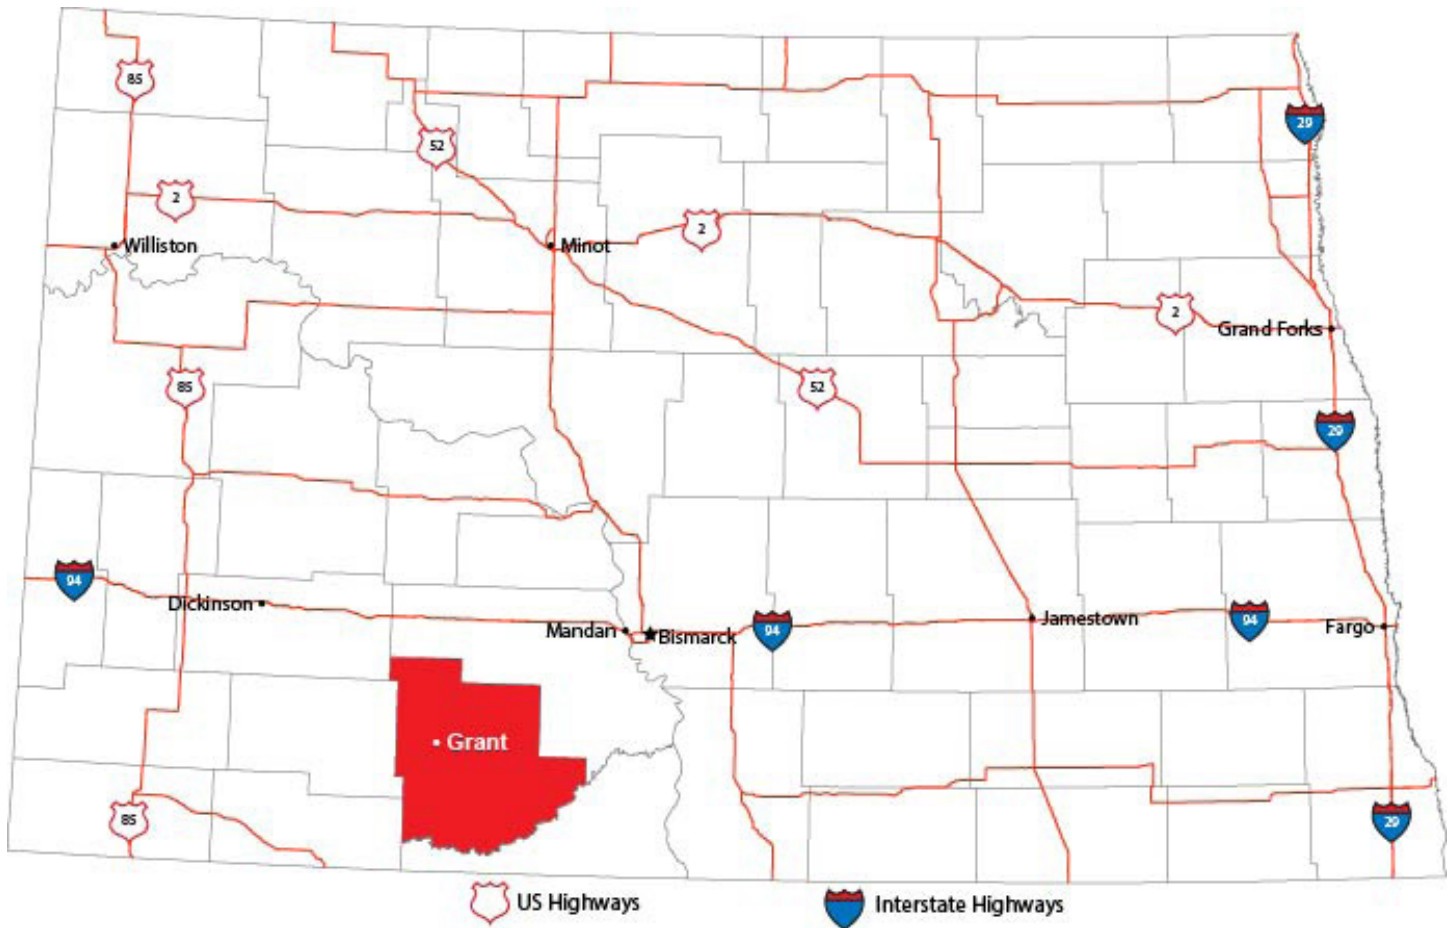 85
29
52
2
2
Williston
Minot
2
Grand Forks
85
52
29
94
Dickinson
Mandan
Bismarck
94
Jamestown
94
Fargo
Grant
85
29
US Highways
Interstate Highways